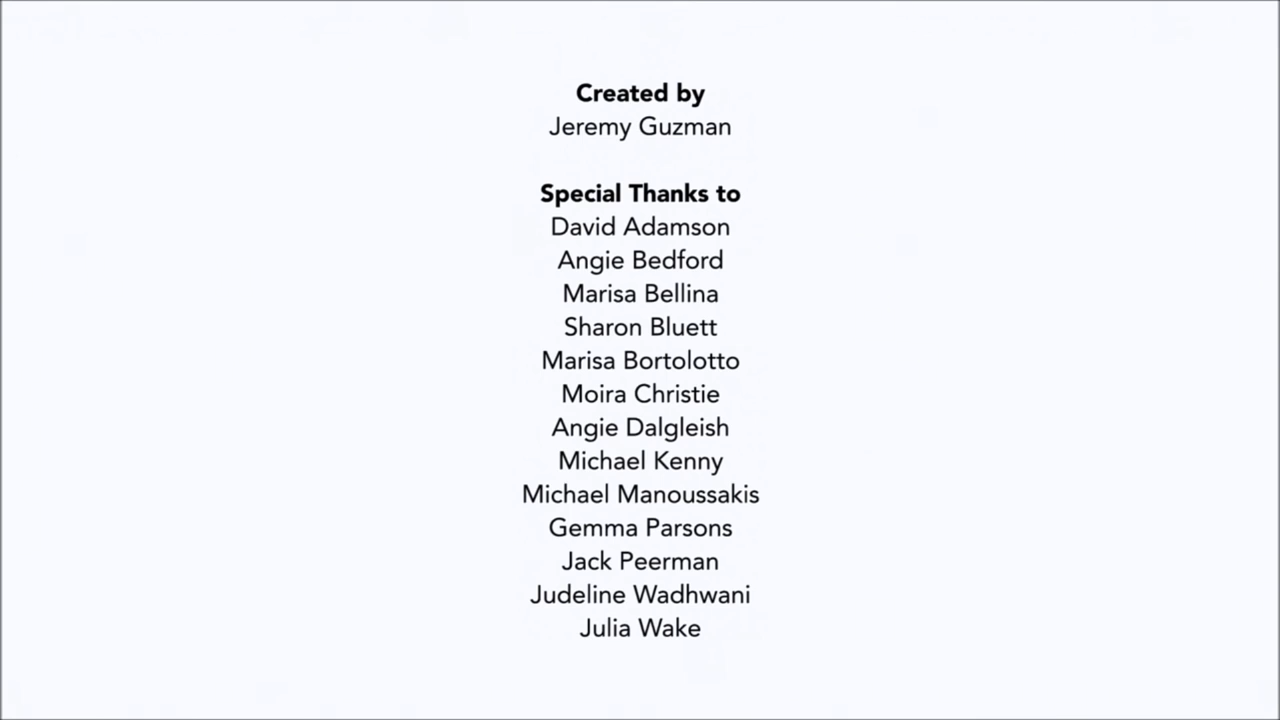 Created by
Jeremy Guzman
Special Thanks to
David Adamson
Angie Bedford
Marisa Bellina
Sharon Bluett
Marisa Bortolotto
Moira Christie
Angie Dalgleish
Michael Kenny
Michael Manoussakis
Gemma Parsons
Jack Peerman
Judeline Wadhwani
Julia Wake